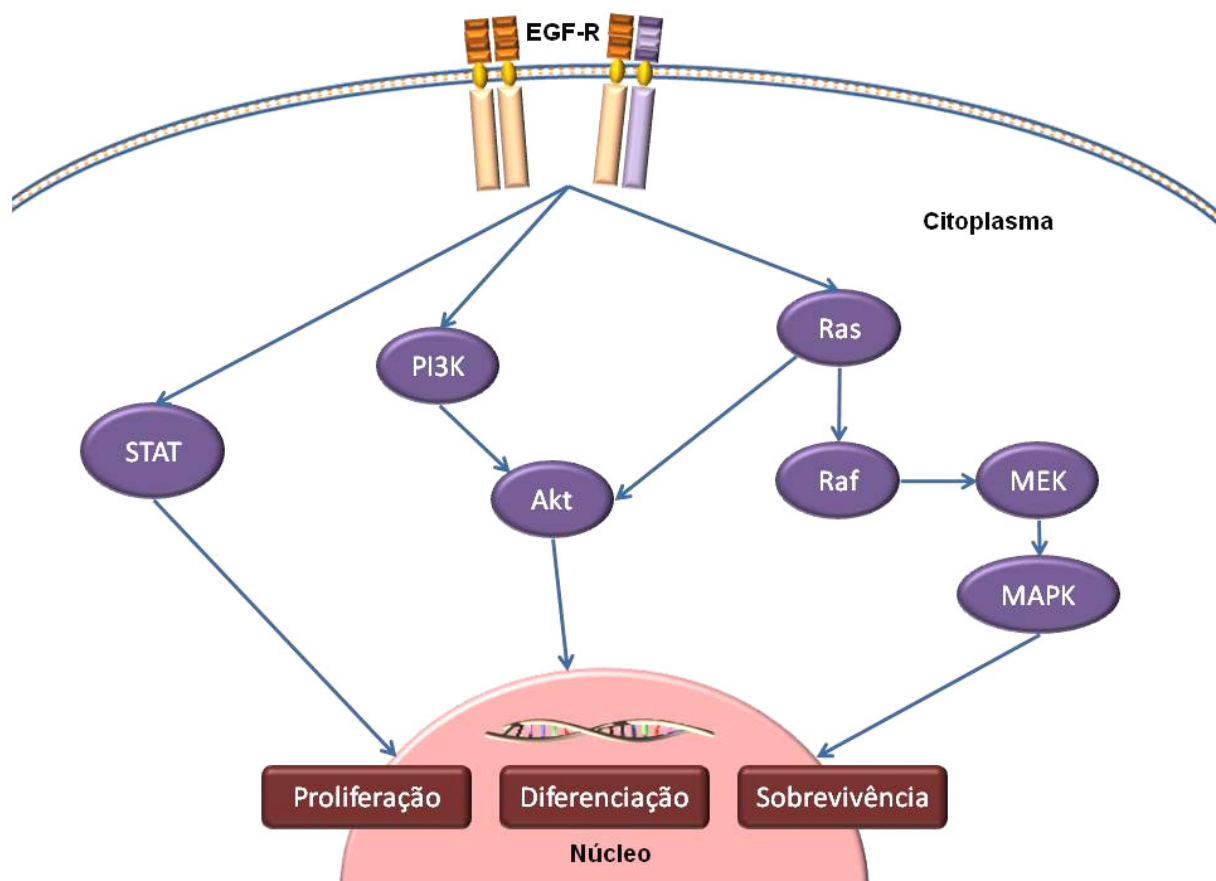 EGF-R
Citoplasma
Ras
PI3K
STAT
Akt
Raf
MEK
MAPK
Proliferação
Diferenciação
Sobrevivência
Núcleo